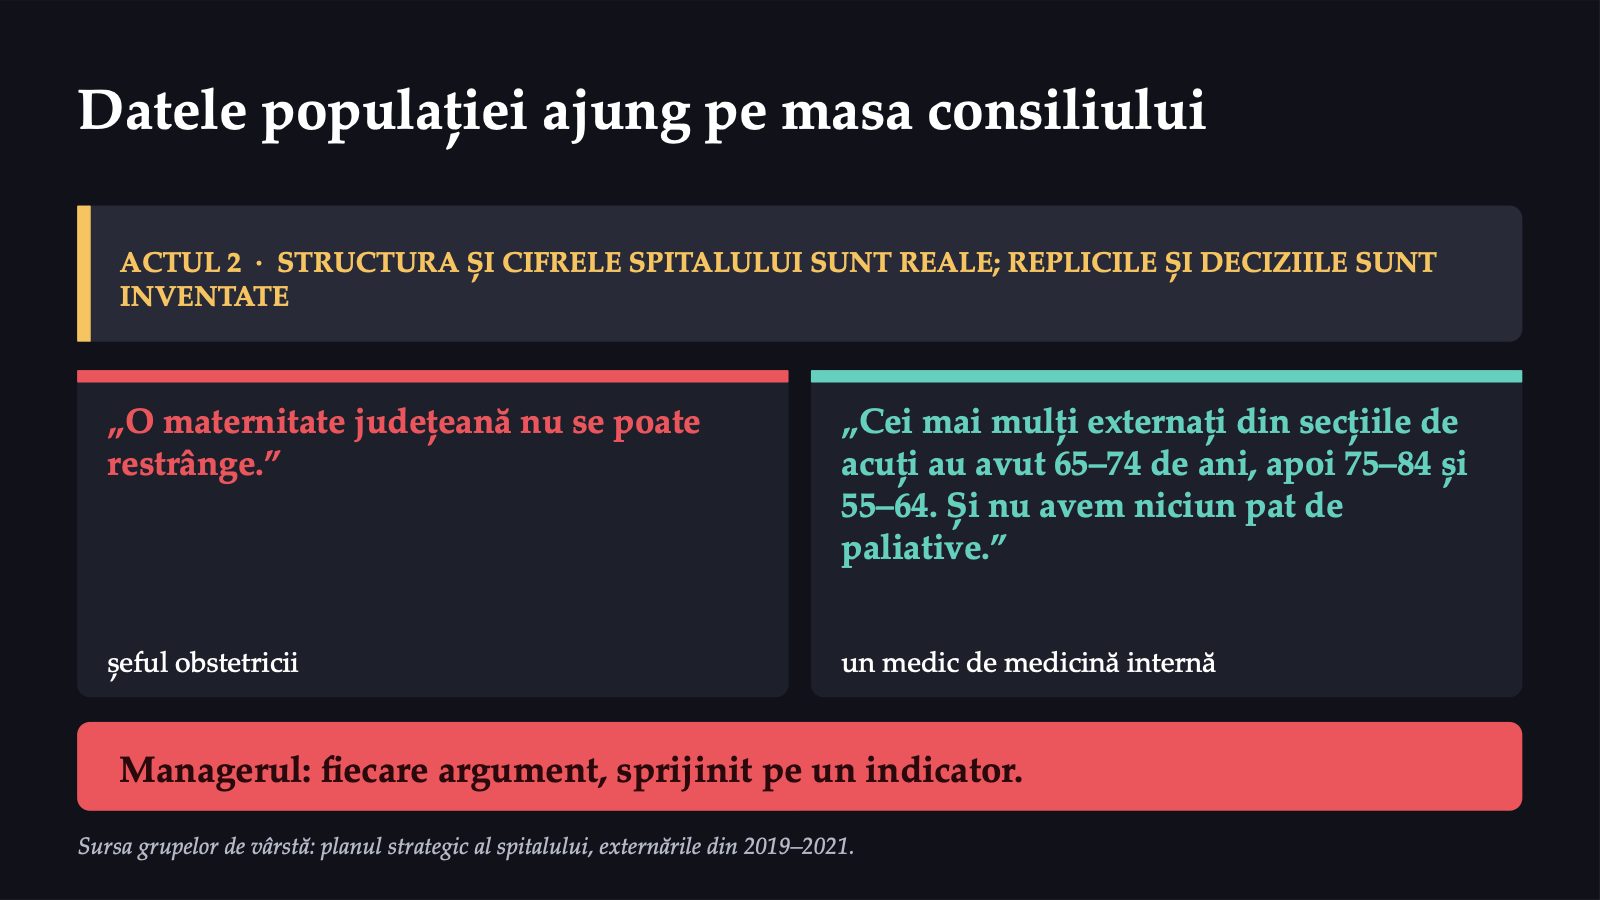 Datele populației ajung pe masa consiliului
ACTUL 2 · STRUCTURA ȘI CIFRELE SPITALULUI SUNT REALE; REPLICILE ȘI DECIZIILE SUNT
INVENTATE
„O maternitate județeană nu se poate
restrânge.”
șeful obstetricii
„Cei mai mulți externați din secțiile de
acuți au avut 65–74 de ani, apoi 75–84 și
55–64. Și nu avem niciun pat de
paliative.”
un medic de medicină internă
Managerul: fiecare argument, sprijinit pe un indicator.
Sursa grupelor de vârstă: planul strategic al spitalului, externările din 2019–2021.